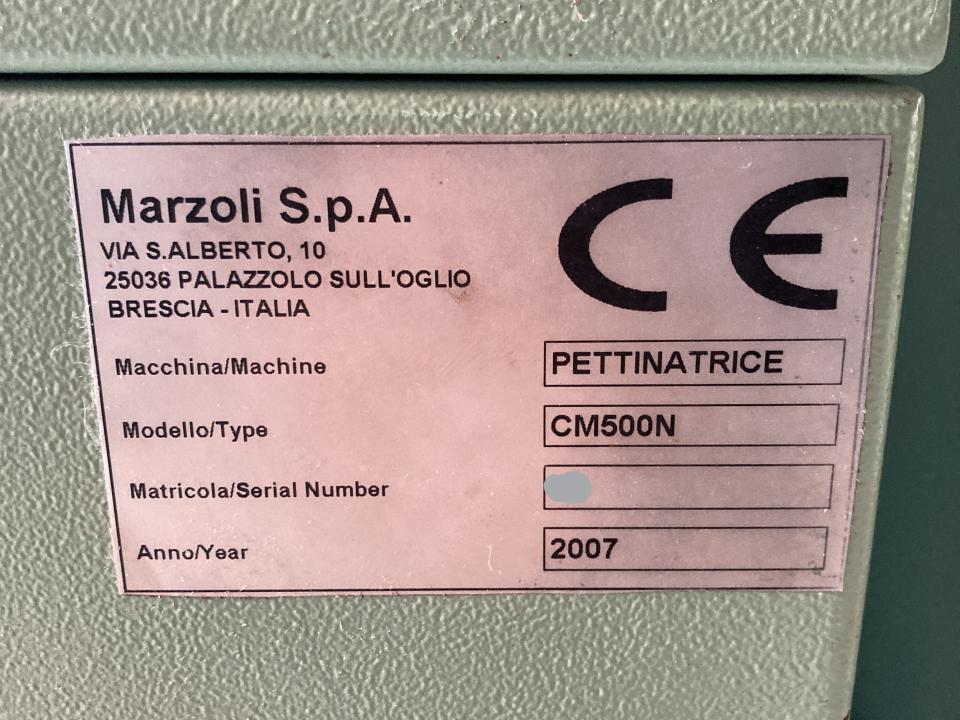 Marzoli S.p.A.
VIA S.ALBERTO, 10
25036 PALAZZOLO SULL'OGLIO
BRESCIA - ITALIA
CE
Macchina/Machine PETTINATRICE
Modello/Type CM500N
Matricola/Serial Number
Anno/Year 2007